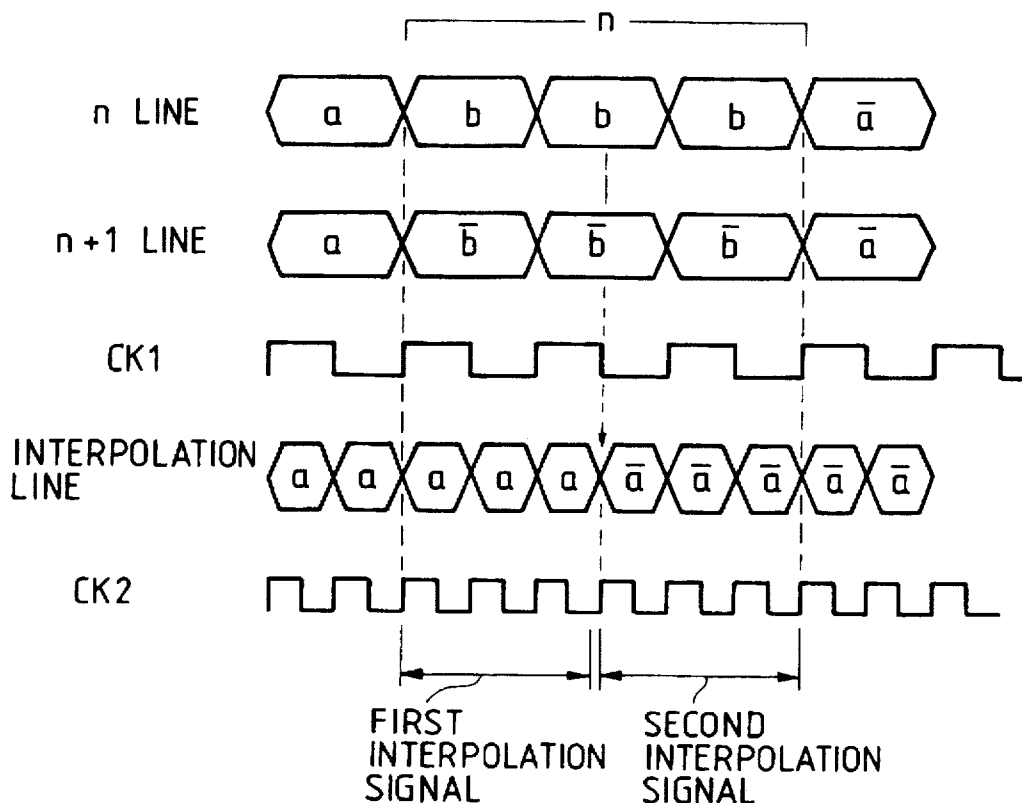 n
n LINE a b b b a̅
n+1 LINE a b̅ b̅ b̅ a̅
CK1
INTERPOLATION
LINE
a a a a a a̅ a̅ a̅ a̅ a̅
CK2
FIRST
INTERPOLATION
SIGNAL
SECOND
INTERPOLATION
SIGNAL